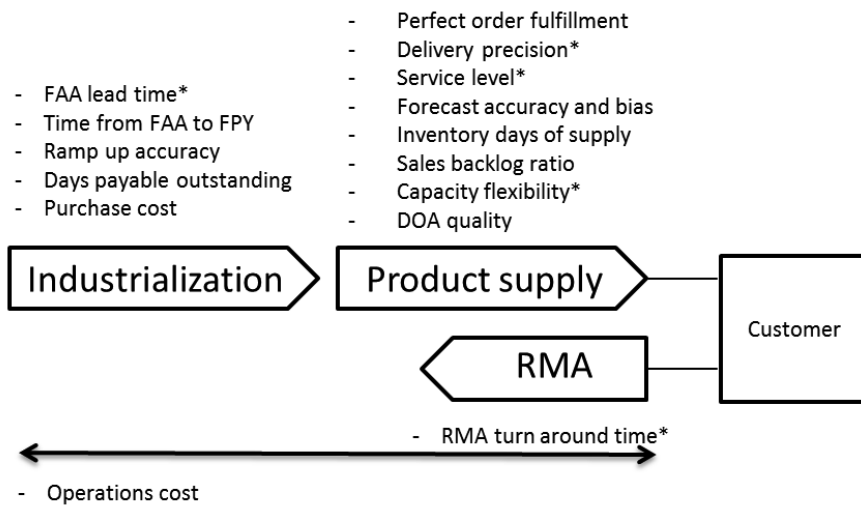 - Perfect order fulfillment
- Delivery precision*
- Service level*
- Forecast accuracy and bias
- Inventory days of supply
- Sales backlog ratio
- Capacity flexibility*
- DOA quality
- FAA lead time*
- Time from FAA to FPY
- Ramp up accuracy
- Days payable outstanding
- Purchase cost
Industrialization
Product supply
Customer
RMA
- RMA turn around time*
- Operations cost